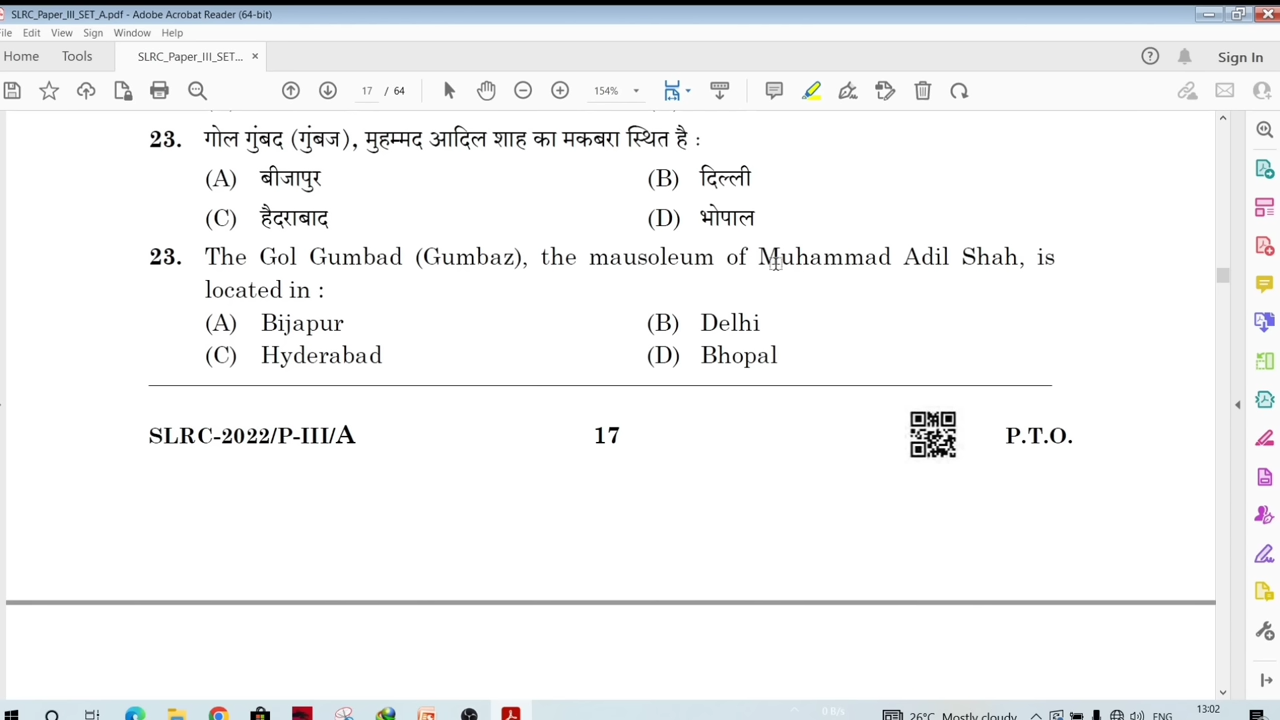 SLRC_Paper_III_SET_A.pdf - Adobe Acrobat Reader (64-bit)
File Edit View Sign Window Help
Home Tools SLRC_Paper_III_SET... × Sign In
17 / 64 154%
23. गोल गुंबद (गुंबज), मुहम्मद आदिल शाह का मकबरा स्थित है :
(A) बीजापुर (B) दिल्ली
(C) हैदराबाद (D) भोपाल
23. The Gol Gumbad (Gumbaz), the mausoleum of Muhammad Adil Shah, is
located in :
(A) Bijapur (B) Delhi
(C) Hyderabad (D) Bhopal
SLRC-2022/P-III/A 17 P.T.O.
13:02
0 B/s
26°C Mostly cloudy ENG